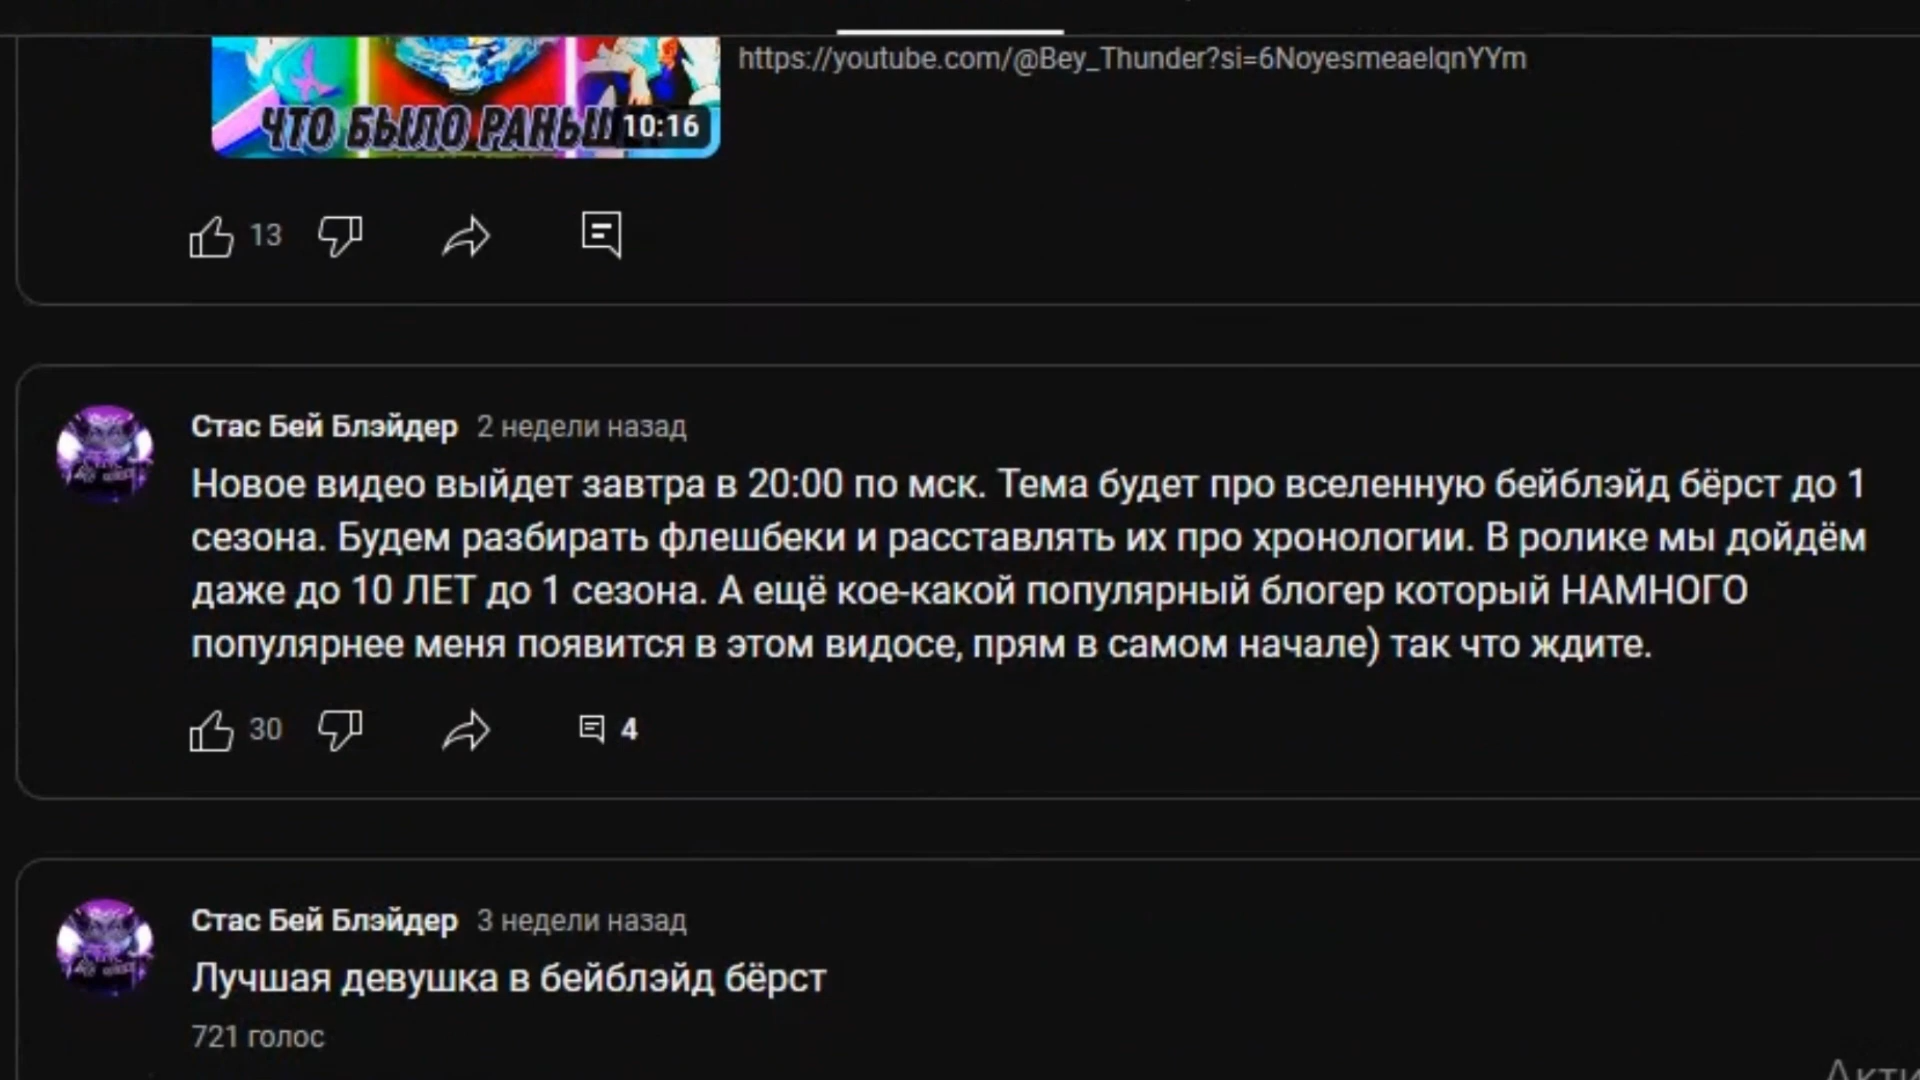 https://youtube.com/@Bey_Thunder?si=6NoyesmeaelqnYYm
ЧТО БЫЛО РАНЬШ
10:16
13
Стас Бей Блэйдер 2 недели назад
Новое видео выйдет завтра в 20:00 по мск. Тема будет про вселенную бейблэйд бёрст до 1
сезона. Будем разбирать флешбеки и расставлять их про хронологии. В ролике мы дойдём
даже до 10 ЛЕТ до 1 сезона. А ещё кое-какой популярный блогер который НАМНОГО
популярнее меня появится в этом видосе, прям в самом начале) так что ждите.
30 4
Стас Бей Блэйдер 3 недели назад
Лучшая девушка в бейблэйд бёрст
721 голос